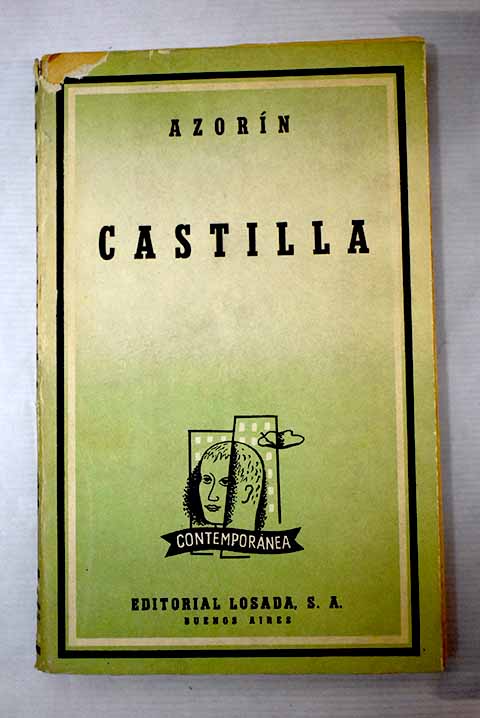 AZORÍN
CASTILLA
CONTEMPORÁNEA
EDITORIAL LOSADA, S. A.
BUENOS AIRES